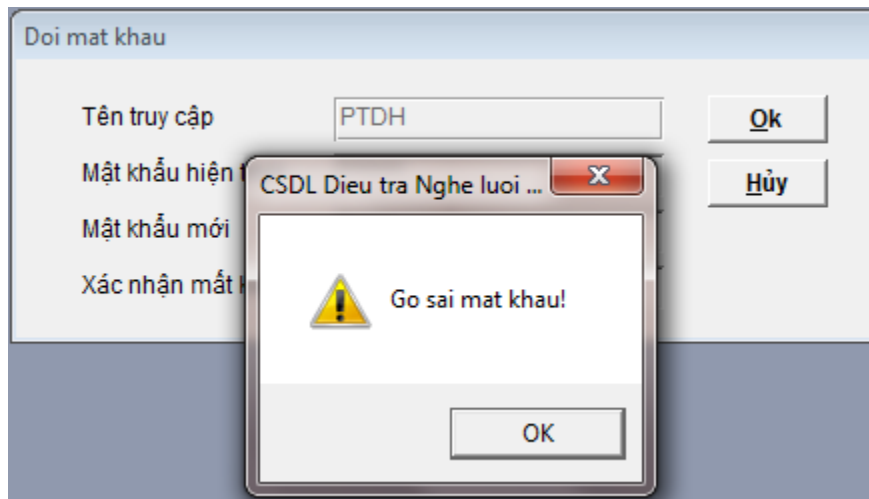 Doi mat khau
Tên truy cập
PTDH
Ok
Mật khẩu hiện
CSDL Dieu tra Nghe luoi ...
Hủy
Mật khẩu mới
Xác nhận mất
Go sai mat khau!
OK